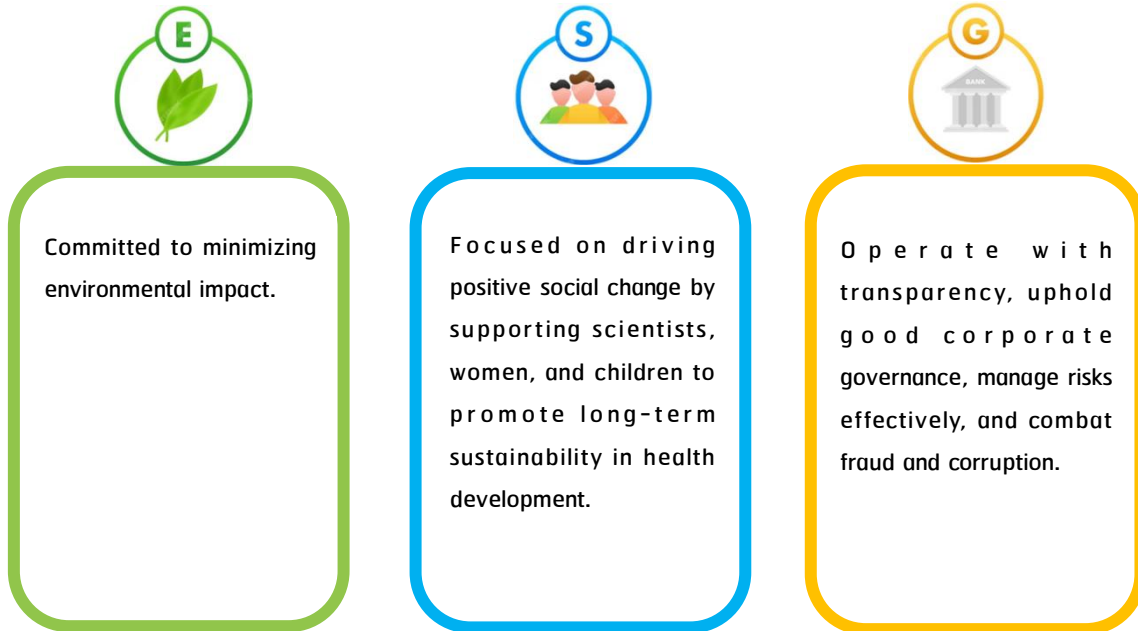 E
Committed to minimizing
environmental impact.
S
Focused on driving
positive social change by
supporting scientists,
women, and children to
promote long-term
sustainability in health
development.
G
BANK
Operate with
transparency, uphold
good corporate
governance, manage risks
effectively, and combat
fraud and corruption.